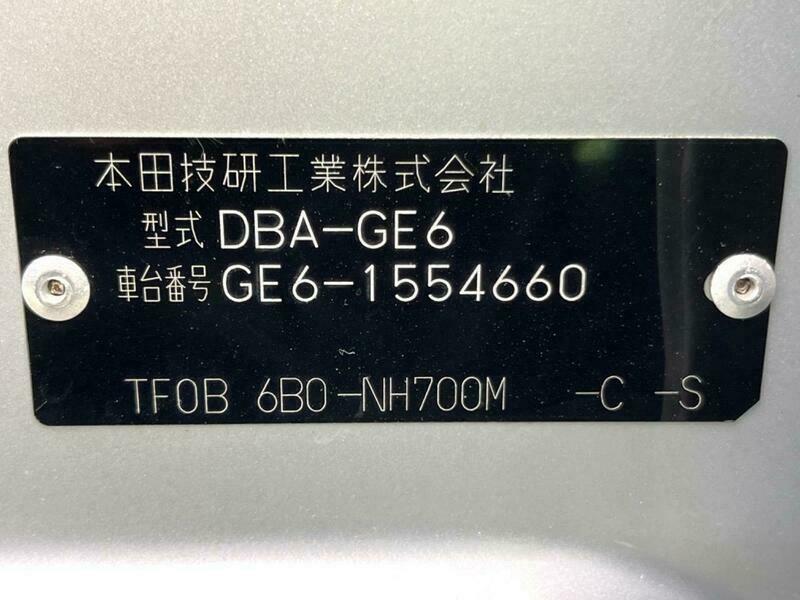 本田技研工業株式会社
型式 DBA-GE6
車台番号 GE6-1554660
TF0B 6B0-NH700M -C -S